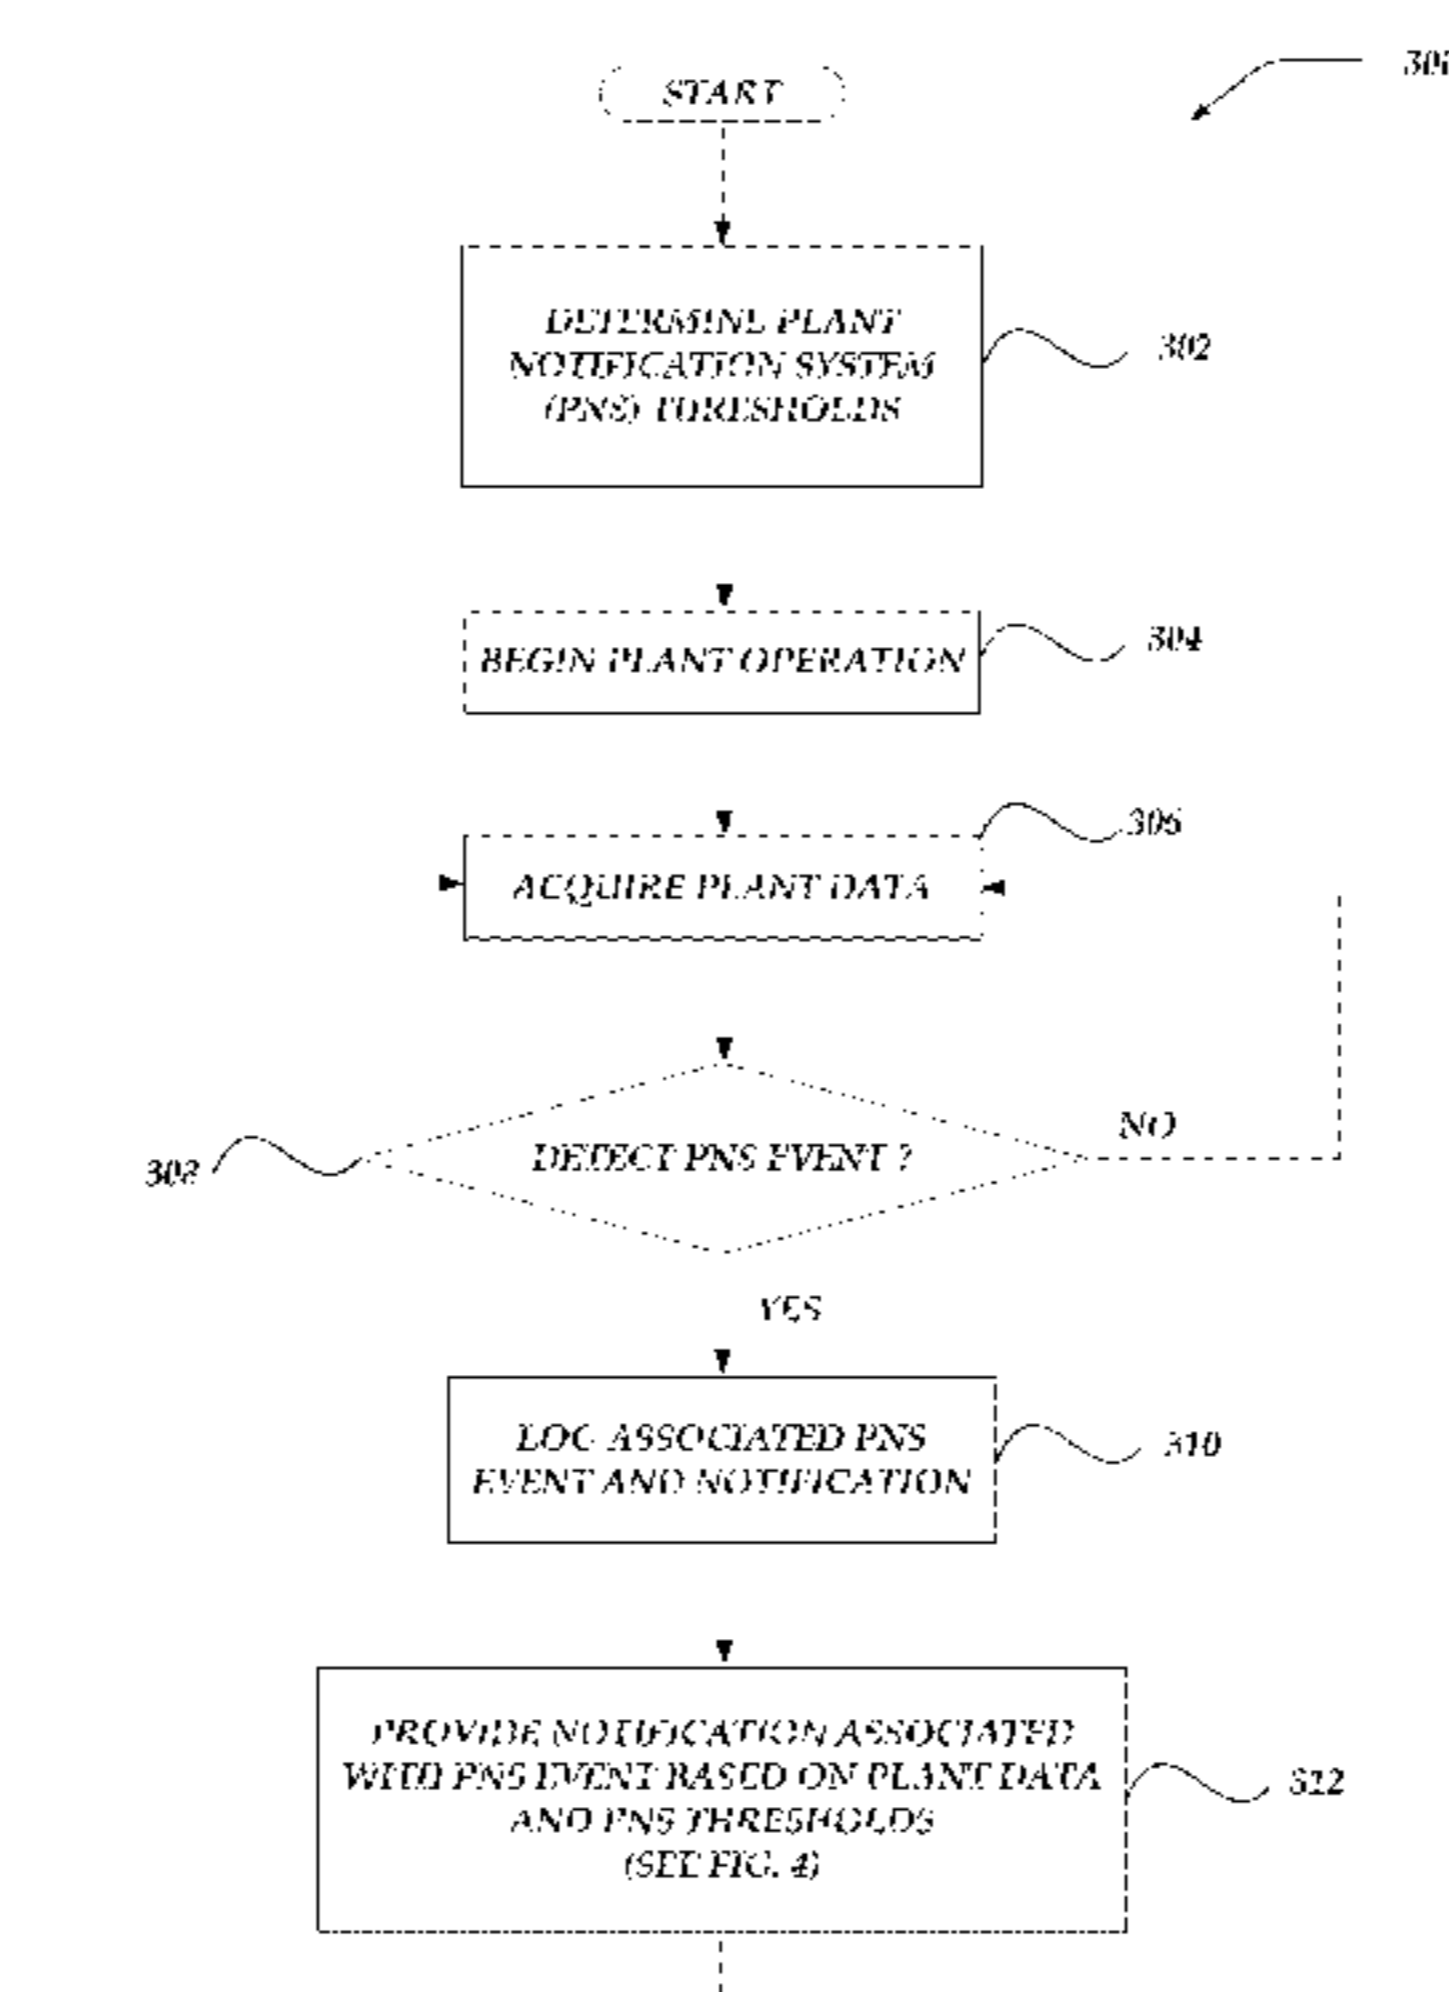 START
DETERMINE PLANT
NOTIFICATION SYSTEM
(PNS) THRESHOLDS
302
BEGIN PLANT OPERATION
304
306
ACQUIRE PLANT DATA
NO
DETECT PNS EVENT ?
308
YES
LOG ASSOCIATED PNS
EVENT AND NOTIFICATION
310
PROVIDE NOTIFICATION ASSOCIATED
WITH PNS EVENT BASED ON PLANT DATA
AND PNS THRESHOLDS
(SEE FIG. 4)
312